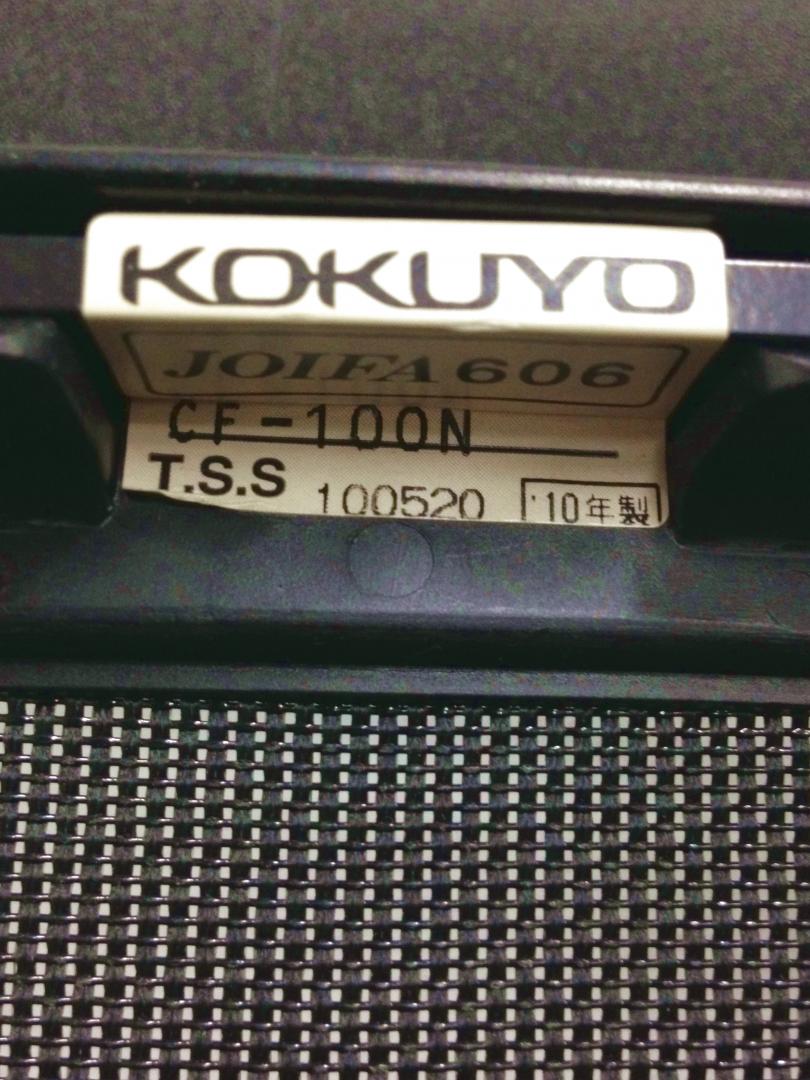 KOKUYO
JOIFA 606
CF-100N
T.S.S 100520 '10年製